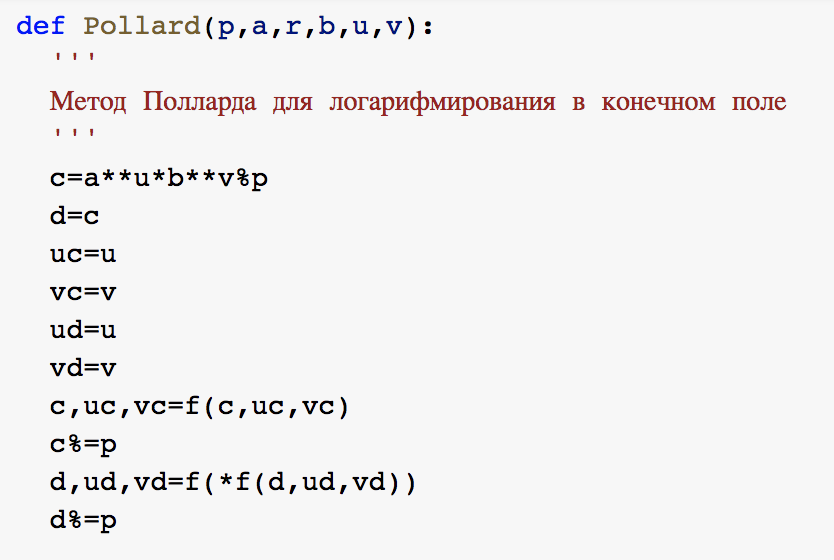 def Pollard(p,a,r,b,u,v):
'''
Метод Полларда для логарифмирования в конечном поле
'''
c=a**u*b**v%p
d=c
uc=u
vc=v
ud=u
vd=v
c,uc,vc=f(c,uc,vc)
c%=p
d,ud,vd=f(*f(d,ud,vd))
d%=p